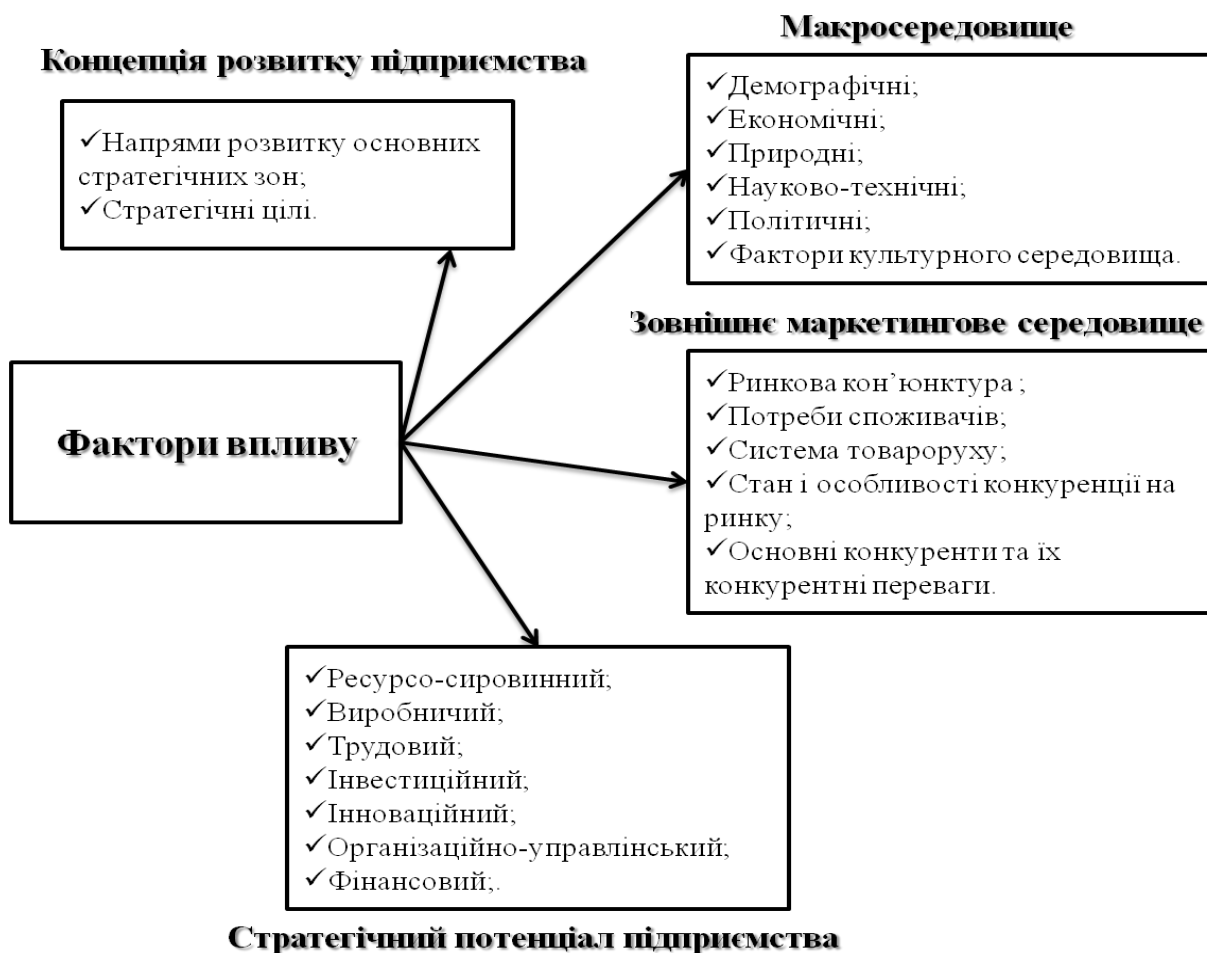 Концепція розвитку підприємства
✓Напрями розвитку основних
стратегічних зон;
✓Стратегічні цілі.
Макросередовище
✓Демографічні;
✓Економічні;
✓Природні;
✓Науково-технічні;
✓Політичні;
✓Фактори культурного середовища.
Фактори впливу
Зовнішнє маркетингове середовище
✓Ринкова кон’юнктура ;
✓Потреби споживачів;
✓Система товароруху;
✓Стан і особливості конкуренції на
ринку;
✓Основні конкуренти та їх
конкурентні переваги.
✓Ресурсо-сировинний;
✓Виробничий;
✓Трудовий;
✓Інвестиційний;
✓Інноваційний;
✓Організаційно-управлінський;
✓Фінансовий;.
Стратегічний потенціал підприємства